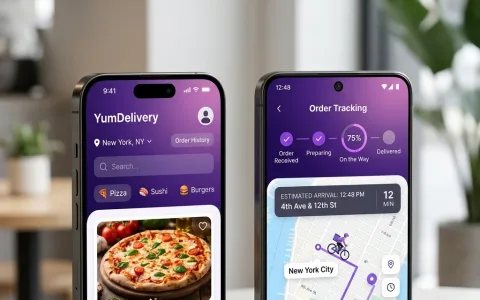 9:41
YumDelivery
New York, NY
Order History
Search...
Pizza
Sushi
Burgers
12:48
Order Tracking
75%
Order Received
Preparing
On the Way
Delivered
ESTIMATED ARRIVAL: 12:48 PM
4th Ave & 12th St
12
MIN
New York City